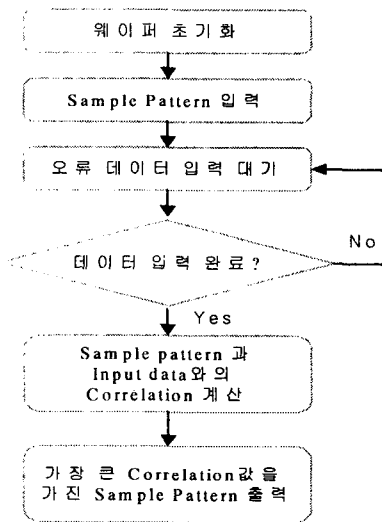 웨이퍼 초기화
Sample Pattern 입력
오류 데이터 입력 대기
데이터 입력 완료?
No
Yes
Sample pattern 과
Input data와의
Correlation 계산
가장 큰 Correlation값을
가진 Sample Pattern 출력